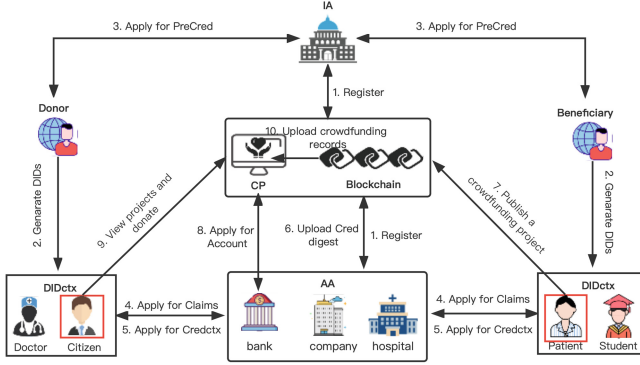 IA
3. Apply for PreCred
3. Apply for PreCred
1. Register
Donor
Beneficiary
10. Upload crowdfunding
records
CP
Blockchain
2. Genarate DIDs
9. View projects and
donate
8. Apply for
Account
6. Upload Cred
digest
1. Register
7. Publish a
crowdfunding project
2. Genarate DIDs
DIDctx
Doctor
Citizen
4. Apply for Claims
5. Apply for Credctx
AA
bank
company
hospital
4. Apply for Claims
5. Apply for Credctx
DIDctx
Patient
Student